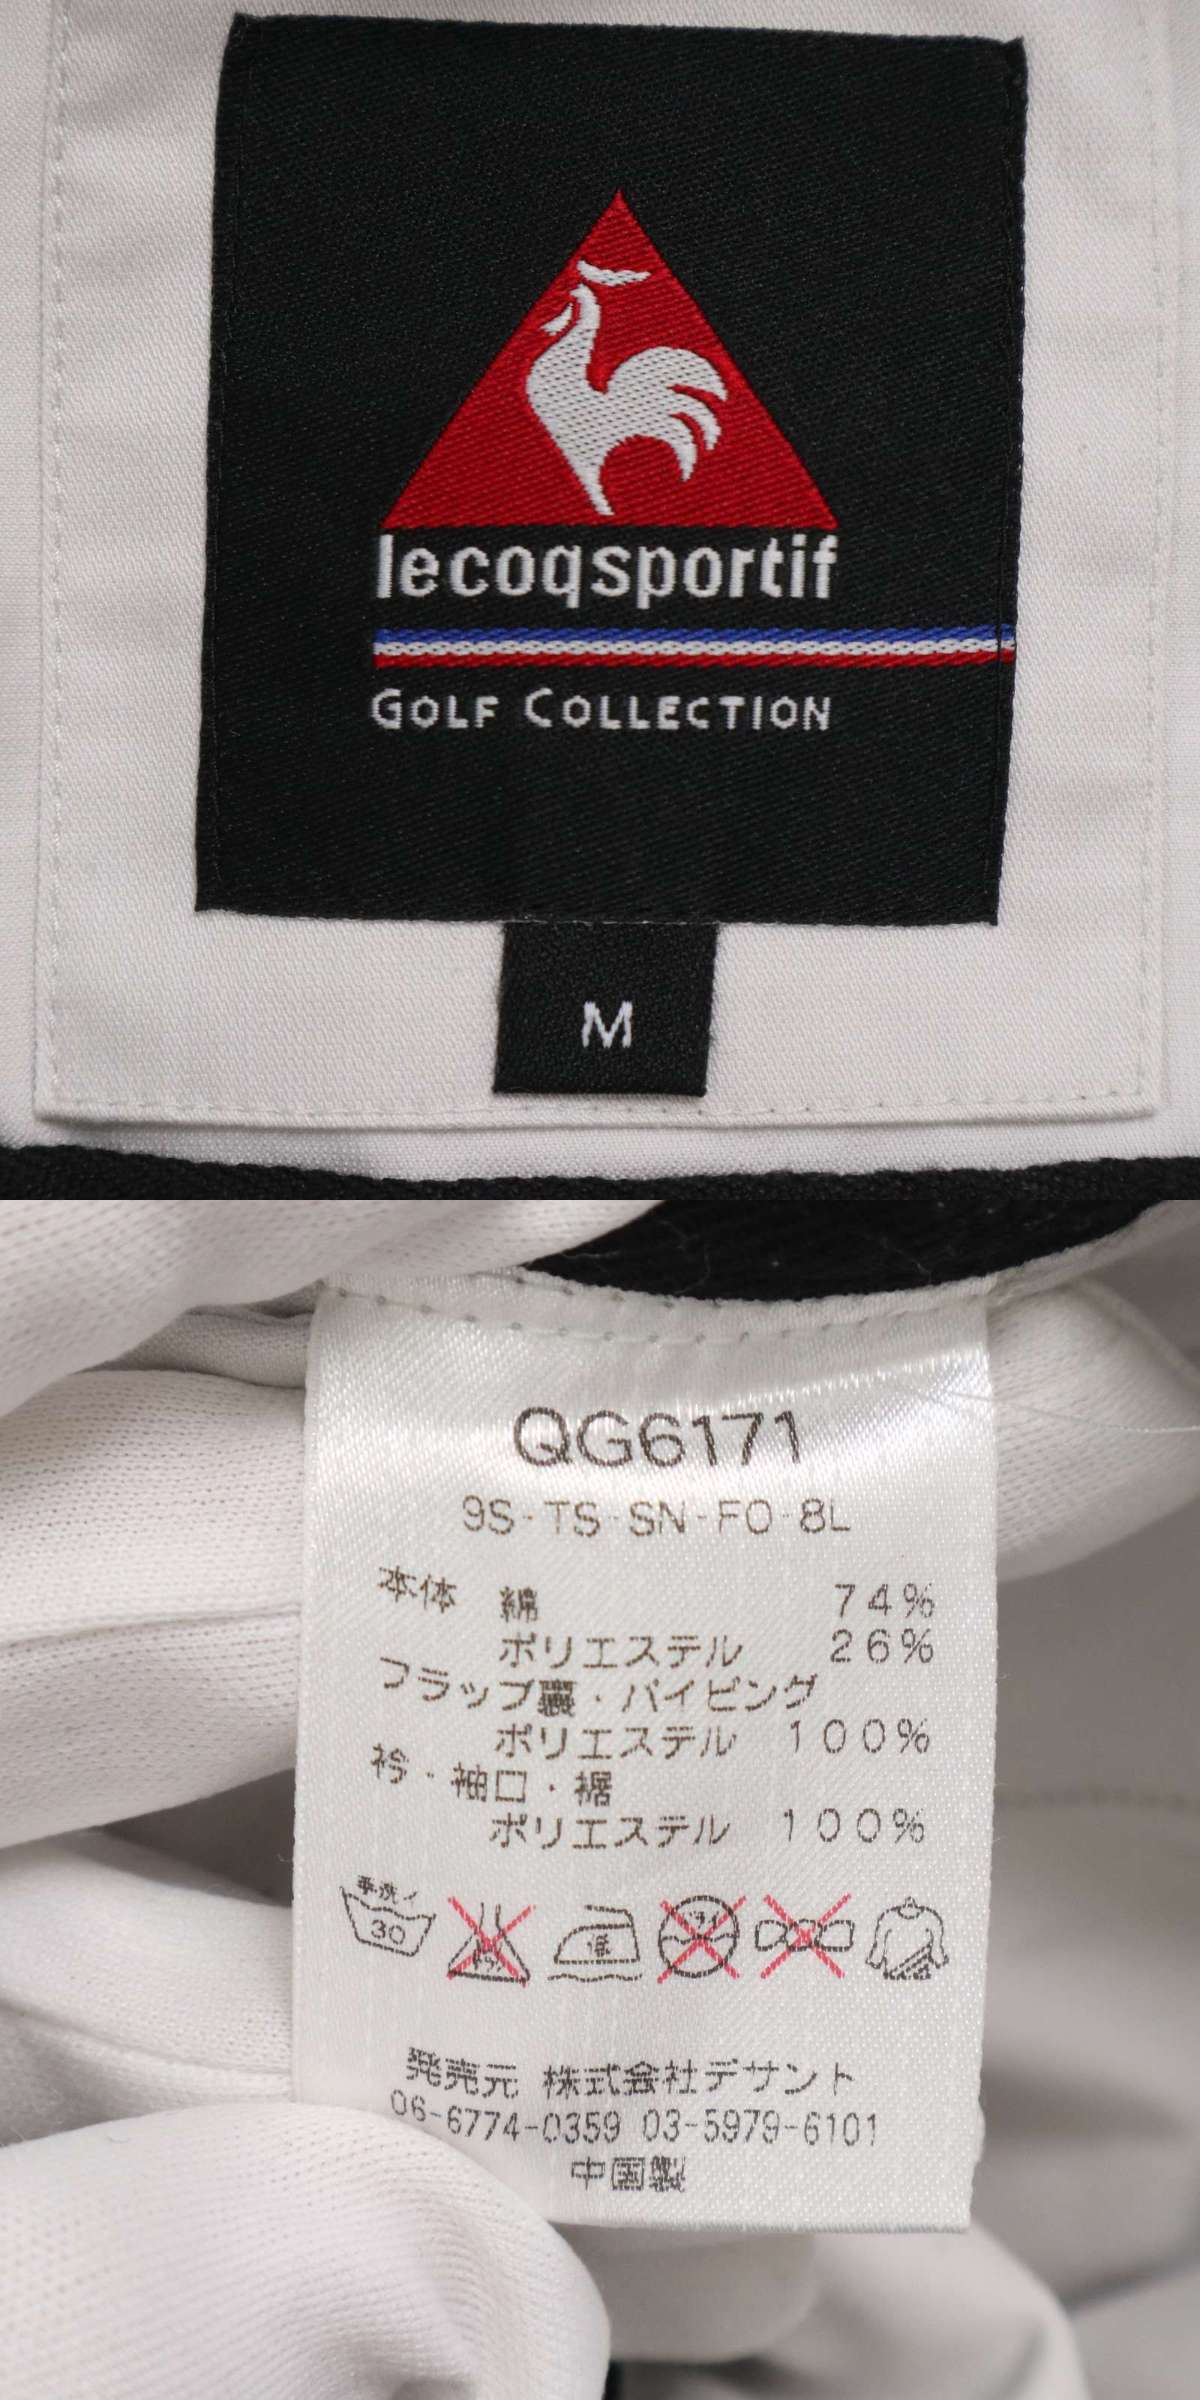 lecoqsportif
GOLF COLLECTION
M
QG6171
9S-TS-SN-FO-8L
本体 綿 74%
ポリエステル 26%
フラップ裏・パイピング
ポリエステル 100%
衿・袖口・裾
ポリエステル 100%
手洗イ
30
低
発売元 株式会社デサント
06-6774-0359 03-5979-6101
中国製